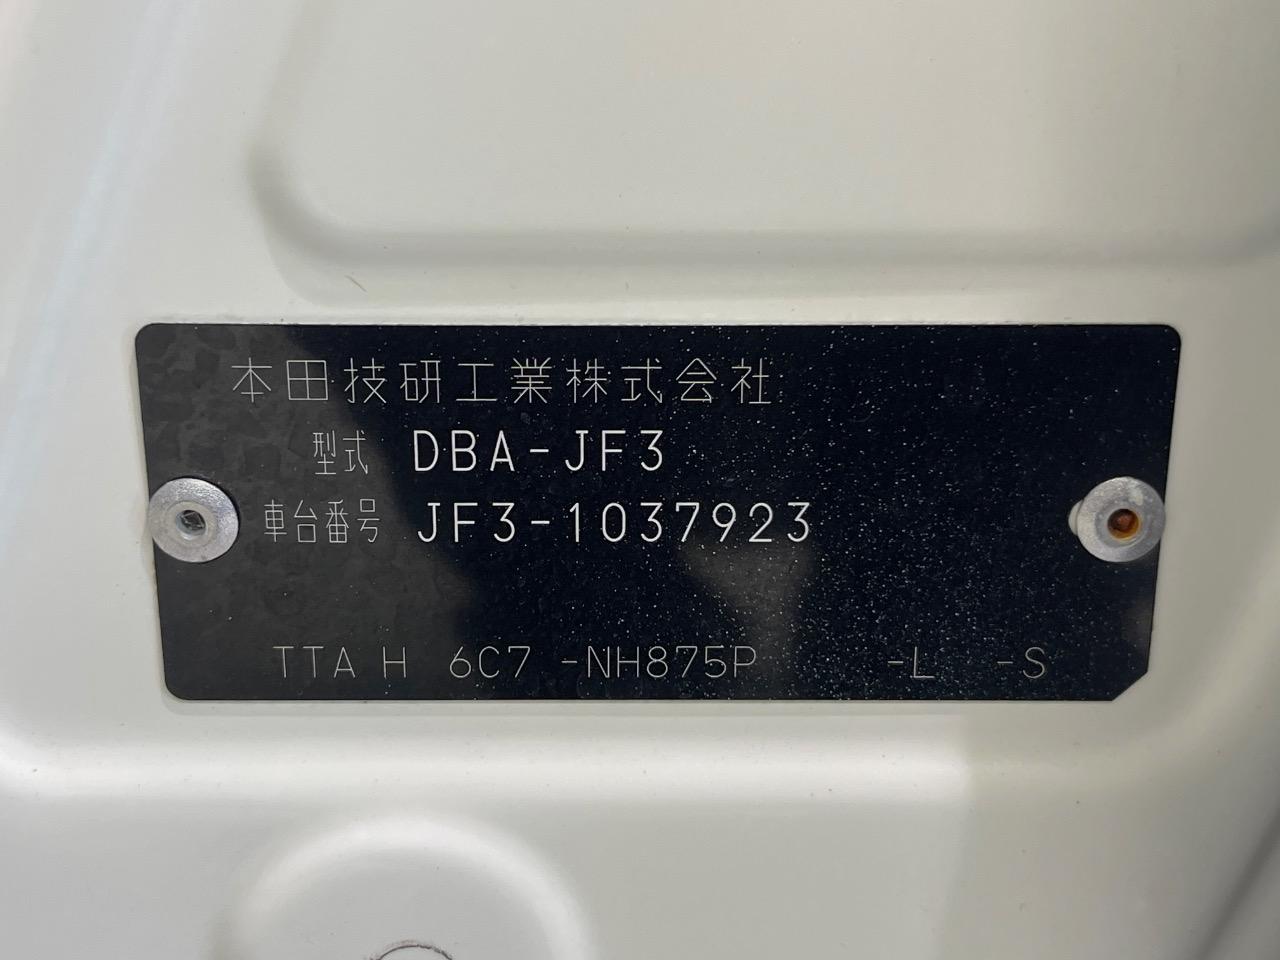 本田技研工業株式会社
型式 DBA-JF3
車台番号 JF3-1037923
TTA H 6C7 -NH875P -L -S